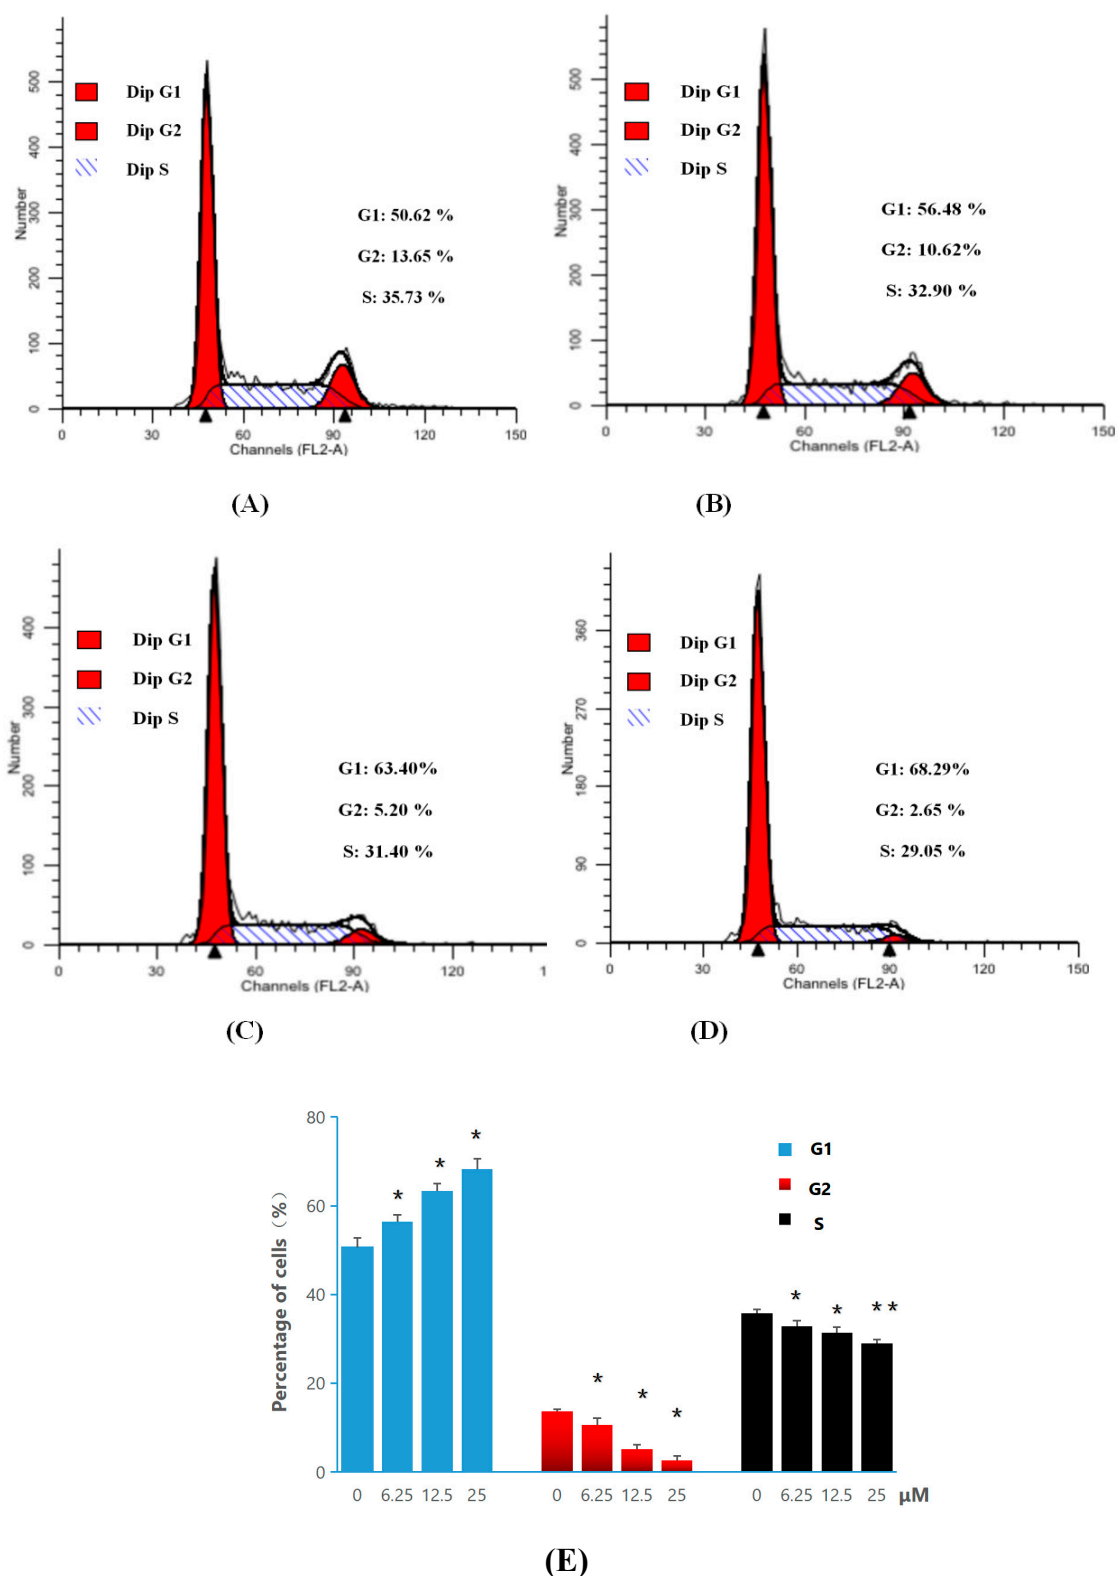 500
400
300
200
100
0
Number
Dip G1
Dip G2
Dip S
G1: 50.62 %
G2: 13.65 %
S: 35.73 %
0 30 60 90 120 150
Channels (FL2-A)
(A)
500
400
300
200
100
0
Number
Dip G1
Dip G2
Dip S
G1: 56.48 %
G2: 10.62%
S: 32.90 %
0 30 60 90 120 150
Channels (FL2-A)
(B)
400
300
200
100
0
Number
Dip G1
Dip G2
Dip S
G1: 63.40%
G2: 5.20 %
S: 31.40 %
0 60 90 120 1
Channels (FL2-A)
(C)
360
270
180
90
0
Number
Dip G1
Dip G2
Dip S
G1: 68.29%
G2: 2.65 %
S: 29.05 %
0 30 60 90 120 150
Channels (FL2-A)
(D)
80
60
40
20
0
Percentage of cells（%）
* * *
* * *
* * **
G1
G2
S
0 6.25 12.5 25 0 6.25 12.5 25 0 6.25 12.5 25 μM
(E)